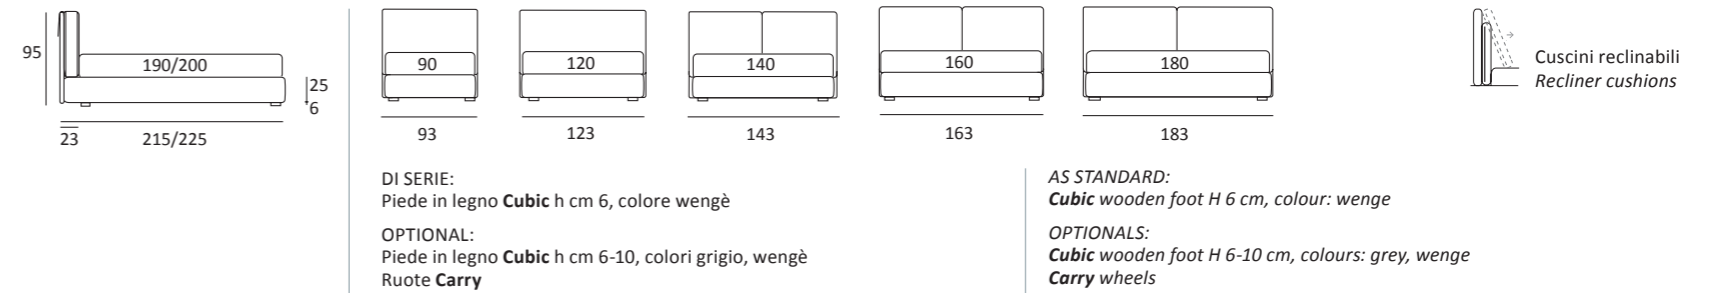 95
190/200
25
6
23
215/225
90
93
120
123
140
143
160
163
180
183
Cuscini reclinabili
Recliner cushions
DI SERIE:
Piede in legno Cubic h cm 6, colore wengè
OPTIONAL:
Piede in legno Cubic h cm 6-10, colori grigio, wengè
Ruote Carry
AS STANDARD:
Cubic wooden foot H 6 cm, colour: wenge
OPTIONALS:
Cubic wooden foot H 6-10 cm, colours: grey, wenge
Carry wheels